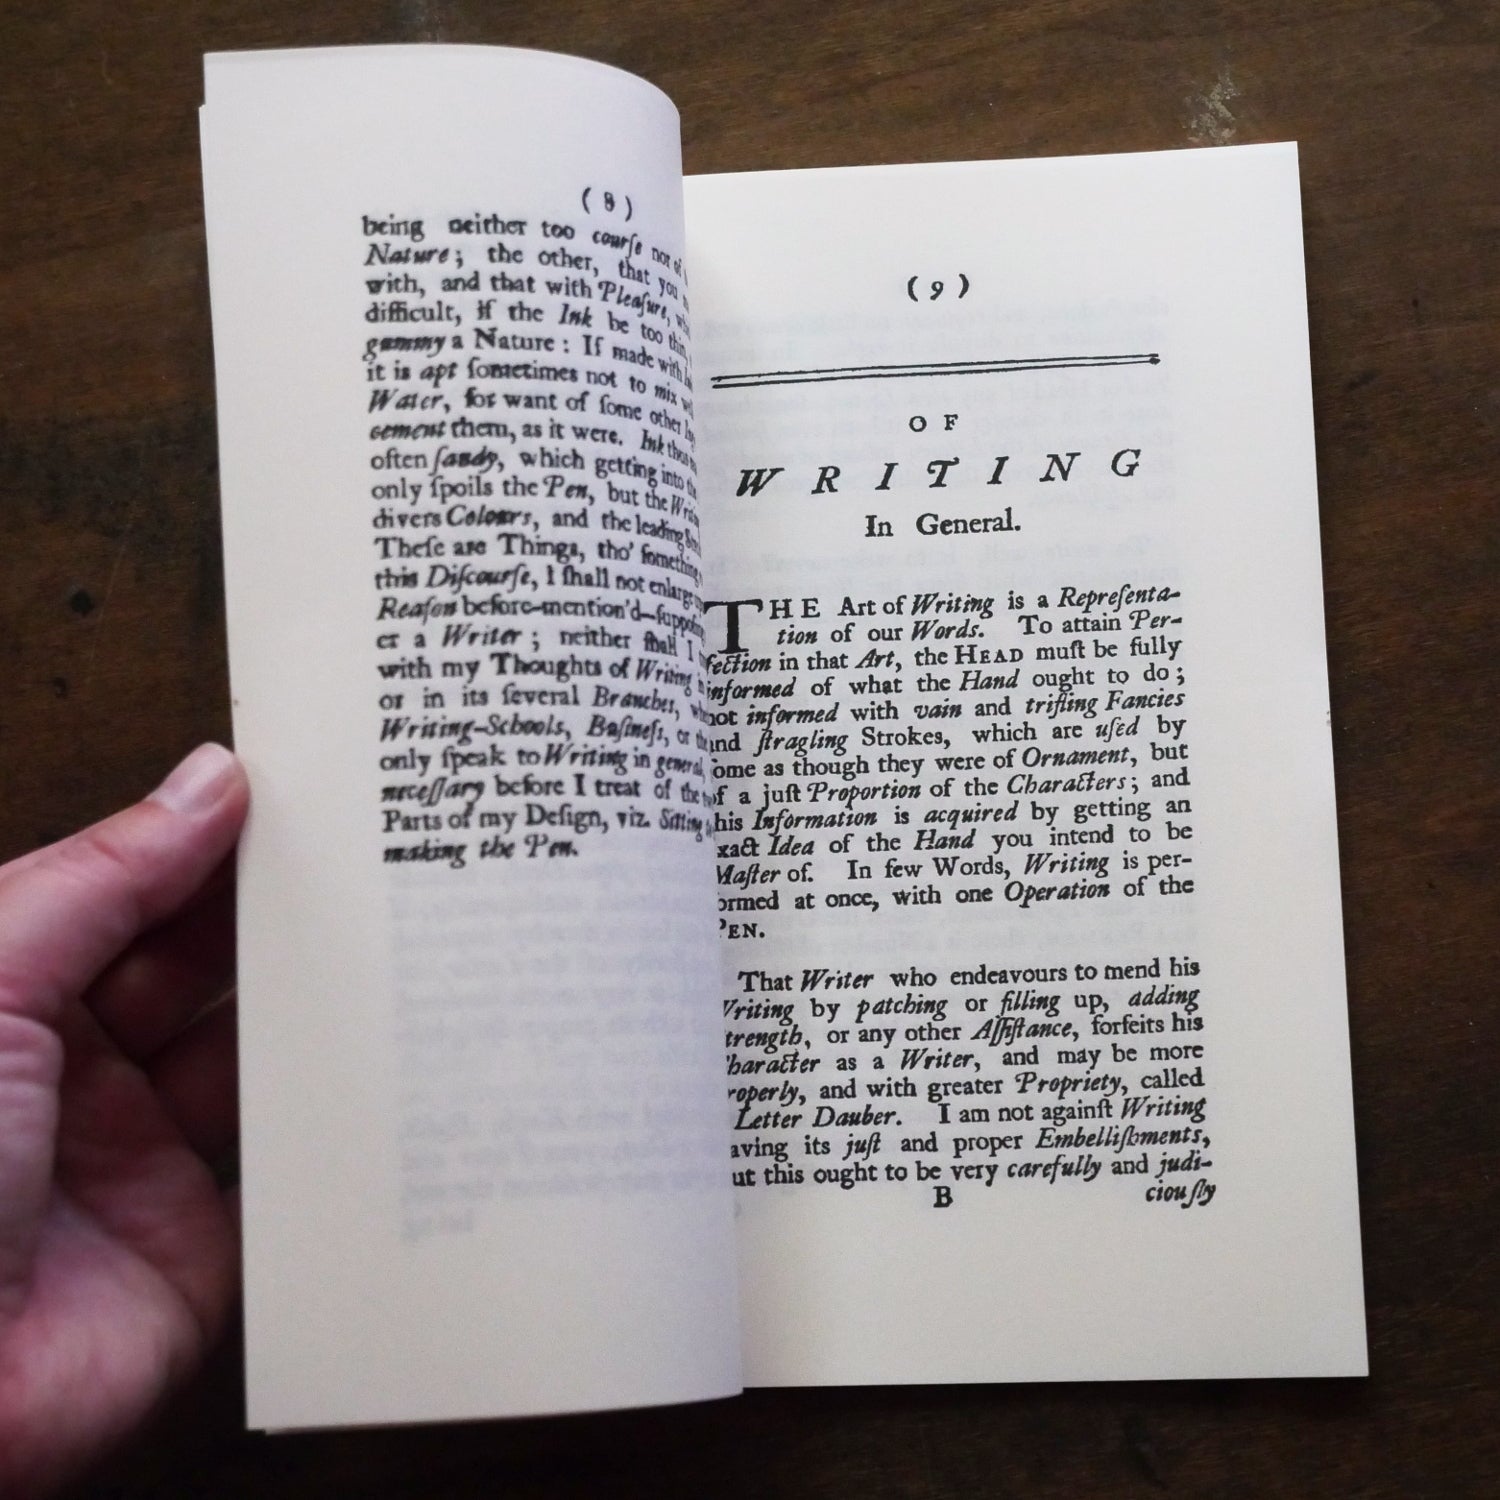 ( 8 )
being neither too courſe nor of
Nature; the other, that you
with, and that with Pleaſure,
difficult, if the Ink be too thin,
gummy a Nature: If made with
it is apt ſometimes not to mix
Water, for want of ſome other
cement them, as it were. Ink thus
often ſandy, which getting into the
only ſpoils the Pen, but the
divers Colours, and the leading
Theſe are Things, tho' ſomething
this Diſcourſe, I ſhall not enlarge
Reaſon before-mention'd—ſuppoſing
er a Writer; neither ſhall I
with my Thoughts of Writing in
or in its ſeveral Branches,
Writing-Schools, Buſineſs, or
only ſpeak to Writing in general,
neceſſary before I treat of the
Parts of my Deſign, viz. Sitting
making the Pen.
( 9 )
OF
WRITING
In General.
THE Art of Writing is a Repreſenta-
tion of our Words. To attain Per-
fection in that Art, the HEAD muſt be fully
informed of what the Hand ought to do;
not informed with vain and trifling Fancies
and ſtragling Strokes, which are uſed by
ome as though they were of Ornament, but
of a juſt Proportion of the Characters; and
his Information is acquired by getting an
xact Idea of the Hand you intend to be
Maſter of. In few Words, Writing is per-
ormed at once, with one Operation of the
PEN.
That Writer who endeavours to mend his
Writing by patching or filling up, adding
trength, or any other Aſſiſtance, forfeits his
haracter as a Writer, and may be more
roperly, and with greater Propriety, called
Letter Dauber. I am not againſt Writing
aving its juſt and proper Embelliſhments,
ut this ought to be very carefully and judi-
B ciouſly